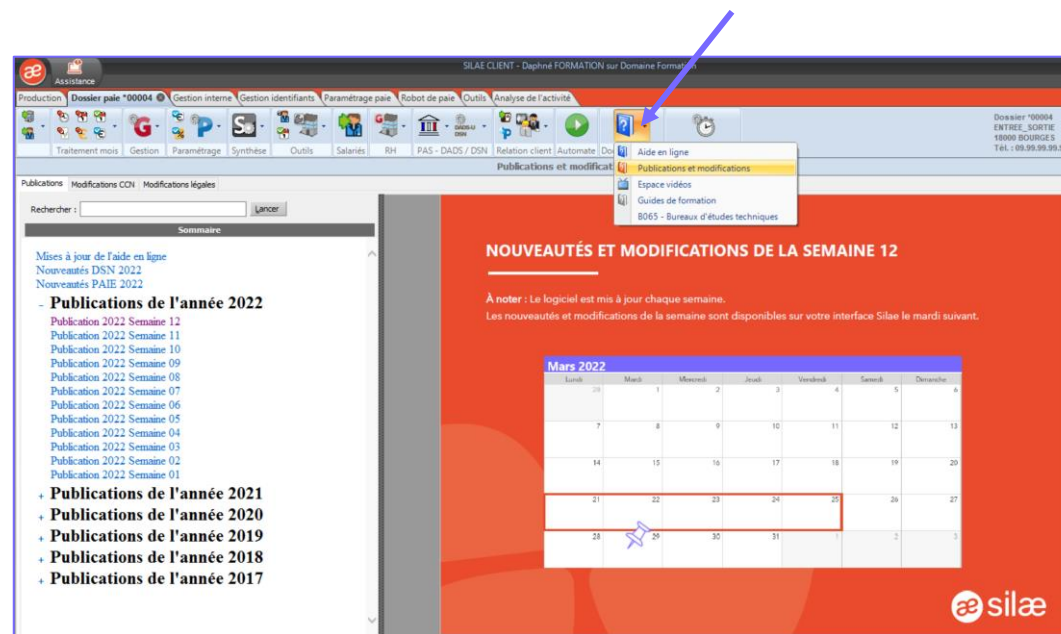 SILAE CLIENT - Daphné FORMATION sur Domaine Formation
Assistance
Production Dossier paie *00004 Gestion interne Gestion identifiants Paramétrage paie Robot de paie Outils Analyse de l'activité
Traitement mois Gestion Paramétrage Synthèse Outils Salariés RH PAS - DADS / DSN Relation client Automate
DADS-U
DSN
Dossier *00004
ENTREE_SORTIE
18000 BOURGES
Tél. : 09.99.99.99.9
Publications et modificat
Aide en ligne
Publications et modifications
Espace vidéos
Guides de formation
B065 - Bureaux d'études techniques
Publications Modifications CCN Modifications légales
Rechercher : Lancer
Sommaire
Mises à jour de l'aide en ligne
Nouveautés DSN 2022
Nouveautés PAIE 2022
- Publications de l'année 2022
Publication 2022 Semaine 12
Publication 2022 Semaine 11
Publication 2022 Semaine 10
Publication 2022 Semaine 09
Publication 2022 Semaine 08
Publication 2022 Semaine 07
Publication 2022 Semaine 06
Publication 2022 Semaine 05
Publication 2022 Semaine 04
Publication 2022 Semaine 03
Publication 2022 Semaine 02
Publication 2022 Semaine 01
+ Publications de l'année 2021
+ Publications de l'année 2020
+ Publications de l'année 2019
+ Publications de l'année 2018
+ Publications de l'année 2017
NOUVEAUTÉS ET MODIFICATIONS DE LA SEMAINE 12
À noter : Le logiciel est mis à jour chaque semaine.
Les nouveautés et modifications de la semaine sont disponibles sur votre interface Silae le mardi suivant.
Mars 2022
Lundi Mardi Mercredi Jeudi Vendredi Samedi Dimanche
28 1 2 3 4 5 6
7 8 9 10 11 12 13
14 15 16 17 18 19 20
21 22 23 24 25 26 27
28 29 30 31 1 2 3
æ silæ